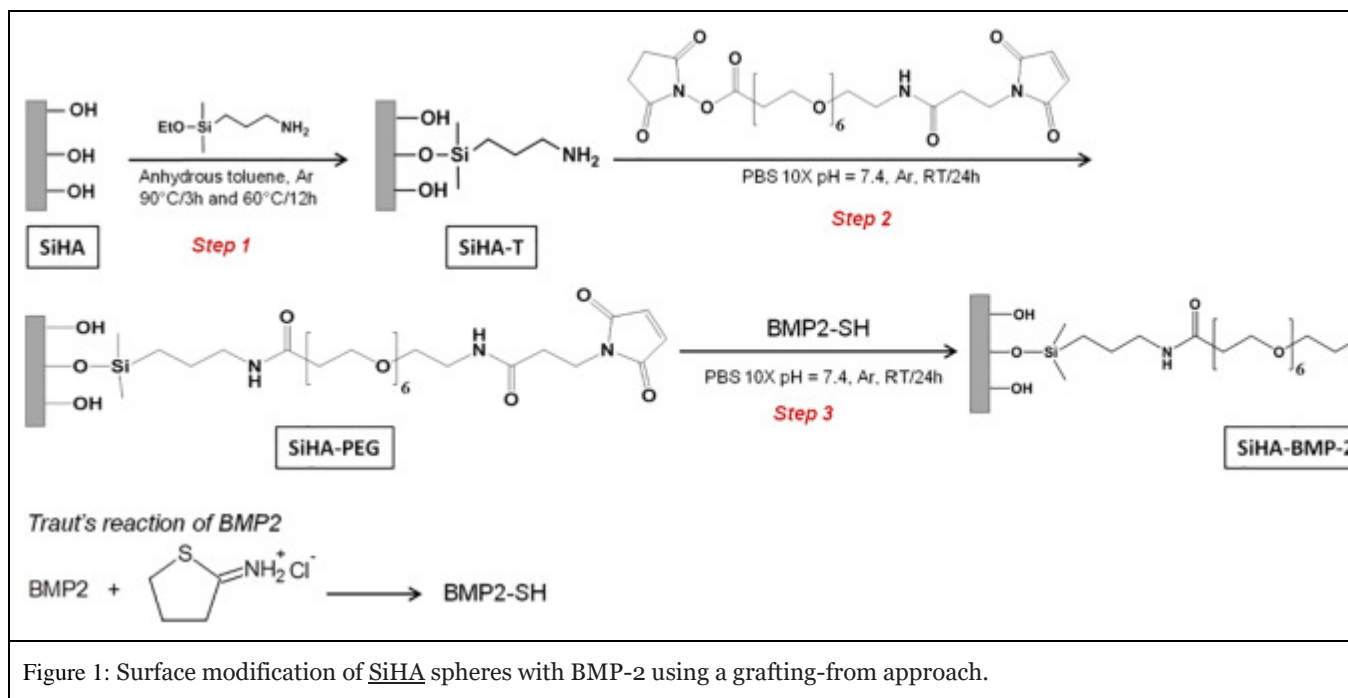 OH
OH
OH
SiHA
EtO—Si NH2
Anhydrous toluene, Ar
90°C/3h and 60°C/12h
Step 1
OH
O—Si NH2
OH
SiHA-T
O O O O
N O O 6 H N O N O
PBS 10X pH = 7.4, Ar, RT/24h
Step 2
OH
O—Si N H O O 6 H N O O N O
OH
SiHA-PEG
BMP2-SH
PBS 10X pH = 7.4, Ar, RT/24h
Step 3
OH
O—Si N H O O 6
OH
SiHA-BMP-2
Traut's reaction of BMP2
BMP2 + S NH2+ Cl- BMP2-SH
Figure 1: Surface modification of SiHA spheres with BMP-2 using a grafting-from approach.